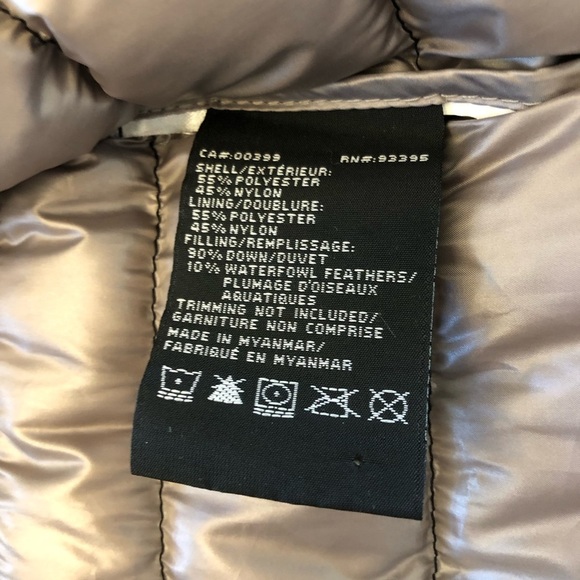 CA#:00399 RN#:93395
SHELL/EXTÉRIEUR:
55% POLYESTER
45% NYLON
LINING/DOUBLURE:
55% POLYESTER
45% NYLON
FILLING/REMPLISSAGE:
90% DOWN/DUVET
10% WATERFOWL FEATHERS/
PLUMAGE D'OISEAUX
AQUATIQUES
TRIMMING NOT INCLUDED/
GARNITURE NON COMPRISE
MADE IN MYANMAR/
FABRIQUÉ EN MYANMAR